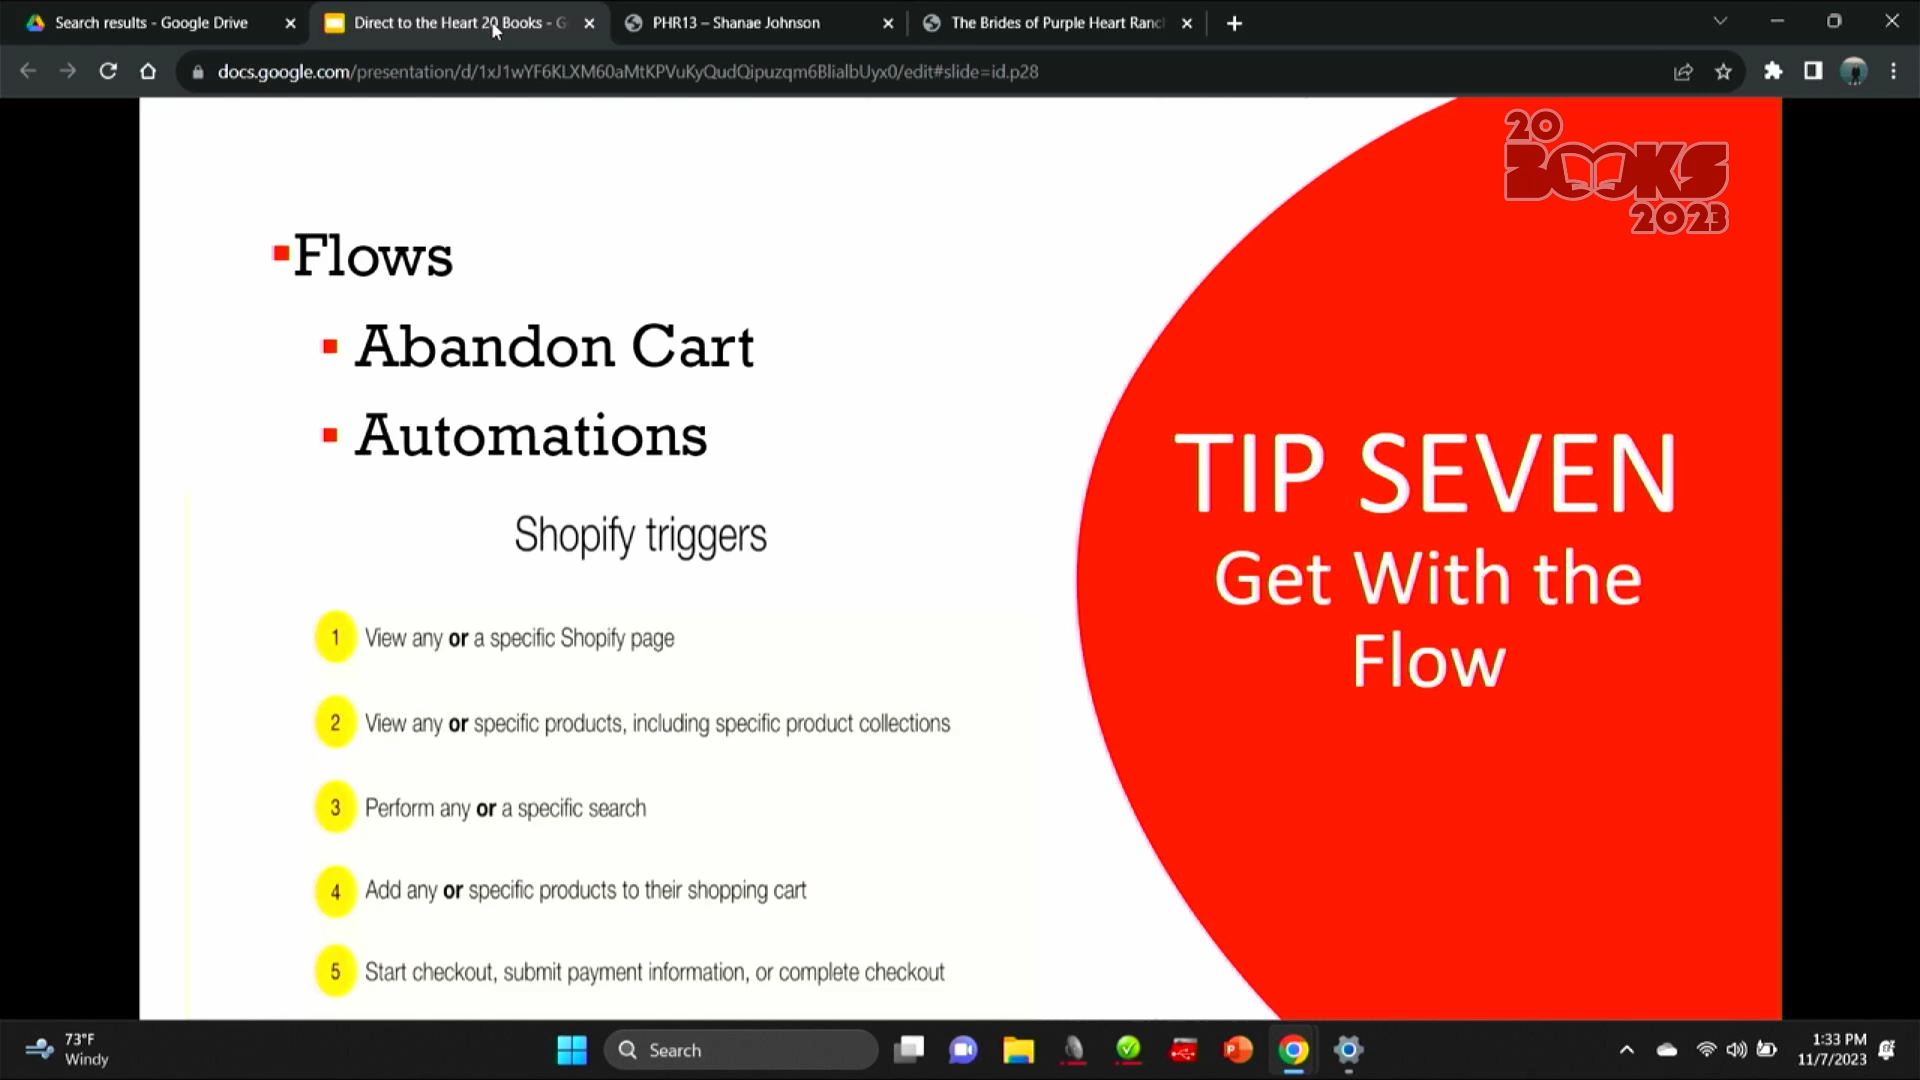 Search results - Google Drive
Direct to the Heart 20 Books - G
PHR13 – Shanae Johnson
The Brides of Purple Heart Ranc
docs.google.com/presentation/d/1xJ1wYF6KLXM60aMtKPVuKyQudQipuzqm6BlialbUyx0/edit#slide=id.p28
20
BOOKS
2023
Flows
Abandon Cart
Automations
Shopify triggers
1 View any or a specific Shopify page
2 View any or specific products, including specific product collections
3 Perform any or a specific search
4 Add any or specific products to their shopping cart
5 Start checkout, submit payment information, or complete checkout
TIP SEVEN
Get With the
Flow
73°F
Windy
Search
1:33 PM
11/7/2023